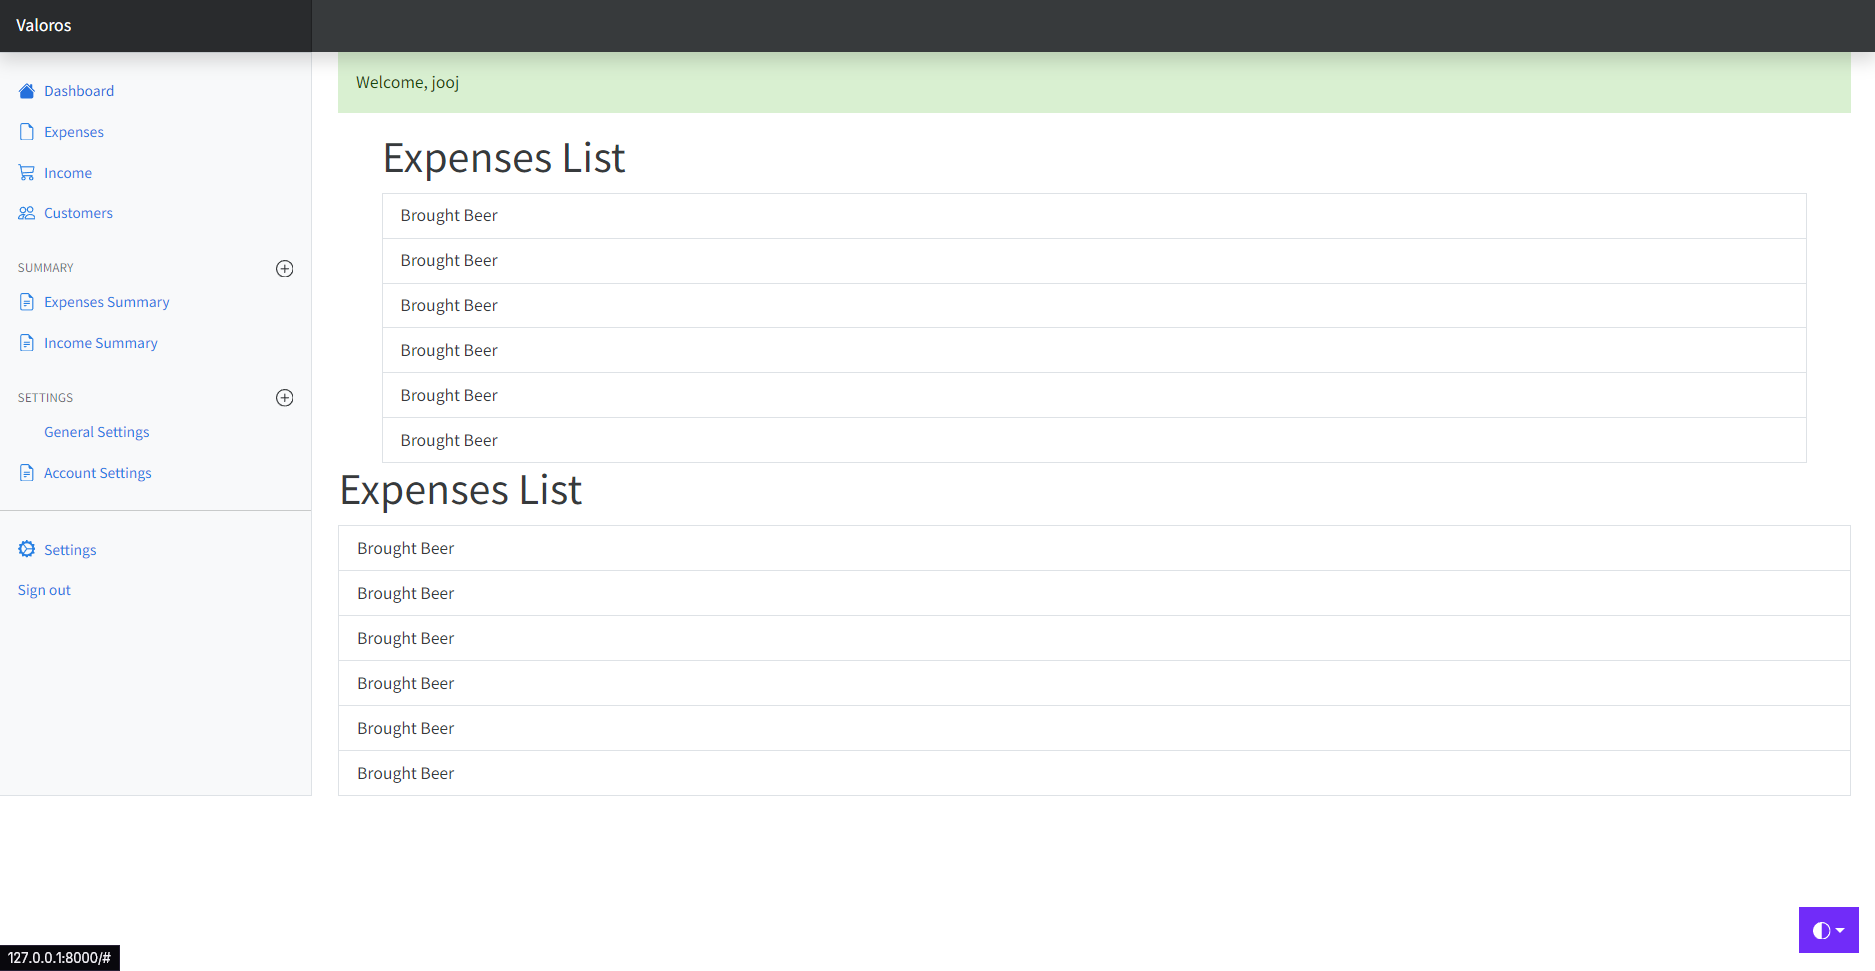 Valoros
Dashboard
Expenses
Income
Customers
SUMMARY
Expenses Summary
Income Summary
SETTINGS
General Settings
Account Settings
Settings
Sign out
Welcome, jooj
Expenses List
Brought Beer
Brought Beer
Brought Beer
Brought Beer
Brought Beer
Brought Beer
Expenses List
Brought Beer
Brought Beer
Brought Beer
Brought Beer
Brought Beer
Brought Beer
127.0.0.1:8000/#